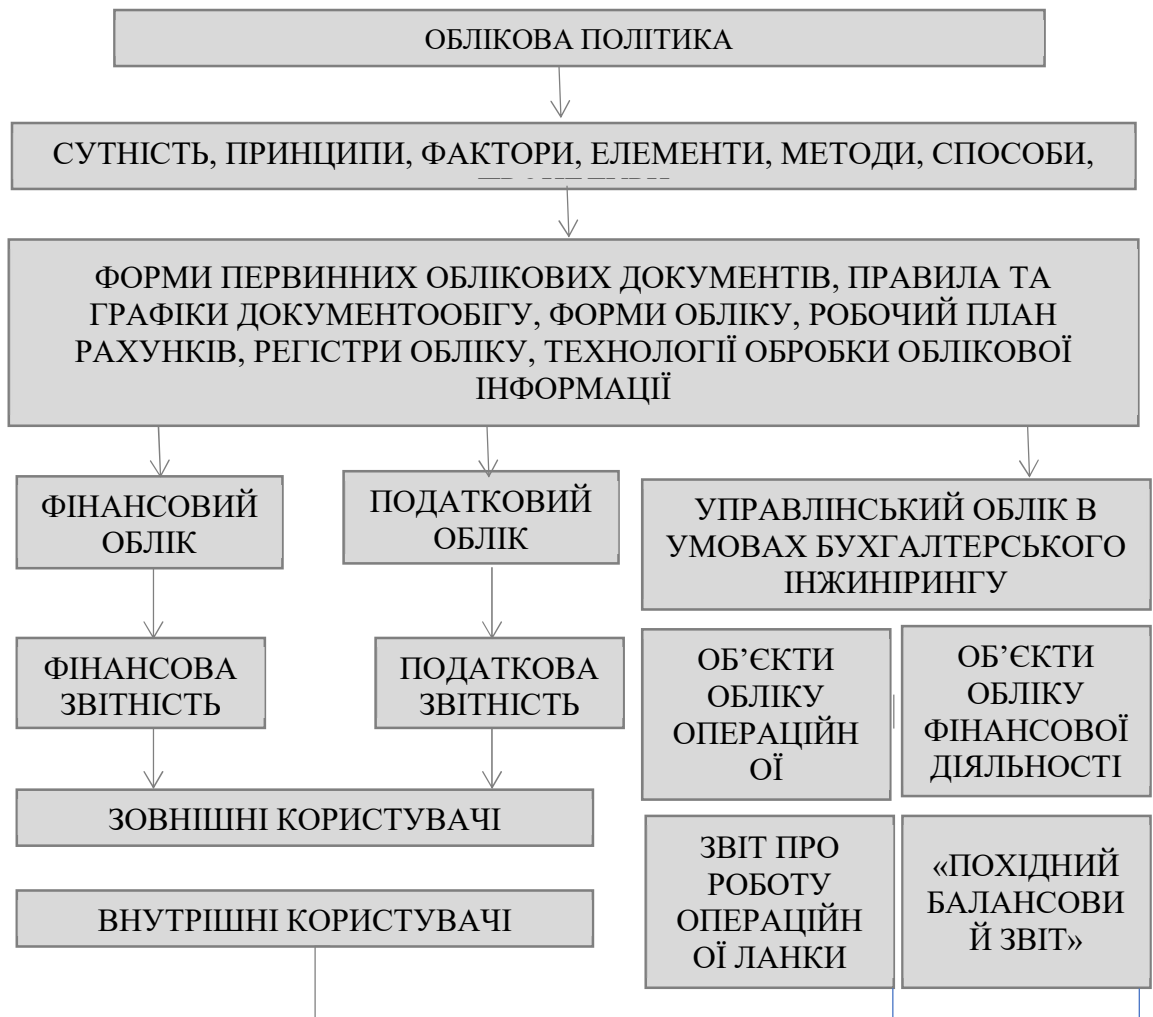 ОБЛІКОВА ПОЛІТИКА
СУТНІСТЬ, ПРИНЦИПИ, ФАКТОРИ, ЕЛЕМЕНТИ, МЕТОДИ, СПОСОБИ,
ФОРМИ ПЕРВИННИХ ОБЛІКОВИХ ДОКУМЕНТІВ, ПРАВИЛА ТА
ГРАФІКИ ДОКУМЕНТООБІГУ, ФОРМИ ОБЛІКУ, РОБОЧИЙ ПЛАН
РАХУНКІВ, РЕГІСТРИ ОБЛІКУ, ТЕХНОЛОГІЇ ОБРОБКИ ОБЛІКОВОЇ
ІНФОРМАЦІЇ
ФІНАНСОВИЙ
ОБЛІК
ПОДАТКОВИЙ
ОБЛІК
УПРАВЛІНСЬКИЙ ОБЛІК В
УМОВАХ БУХГАЛТЕРСЬКОГО
ІНЖИНІРИНГУ
ФІНАНСОВА
ЗВІТНІСТЬ
ПОДАТКОВА
ЗВІТНІСТЬ
ОБ’ЄКТИ
ОБЛІКУ
ОПЕРАЦІЙН
ОЇ
ОБ’ЄКТИ
ОБЛІКУ
ФІНАНСОВОЇ
ДІЯЛЬНОСТІ
ЗОВНІШНІ КОРИСТУВАЧІ
ВНУТРІШНІ КОРИСТУВАЧІ
ЗВІТ ПРО
РОБОТУ
ОПЕРАЦІЙН
ОЇ ЛАНКИ
«ПОХІДНИЙ
БАЛАНСОВИ
Й ЗВІТ»